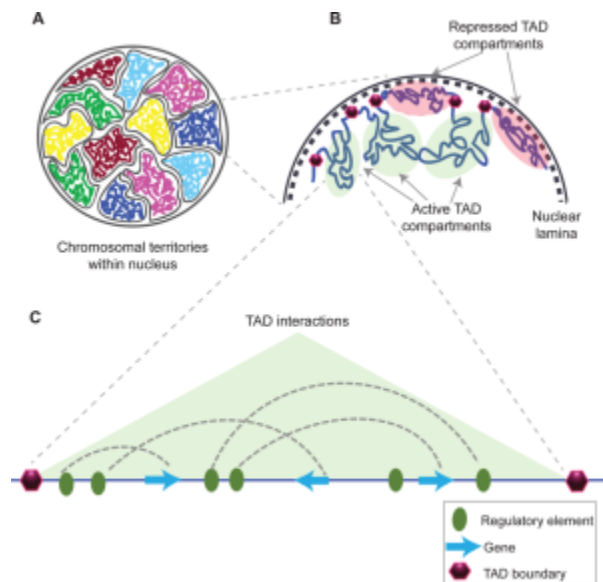 A
B
Repressed TAD
compartments
Active TAD
compartments
Nuclear
lamina
Chromosomal territories
within nucleus
C
TAD interactions
Regulatory element
Gene
TAD boundary